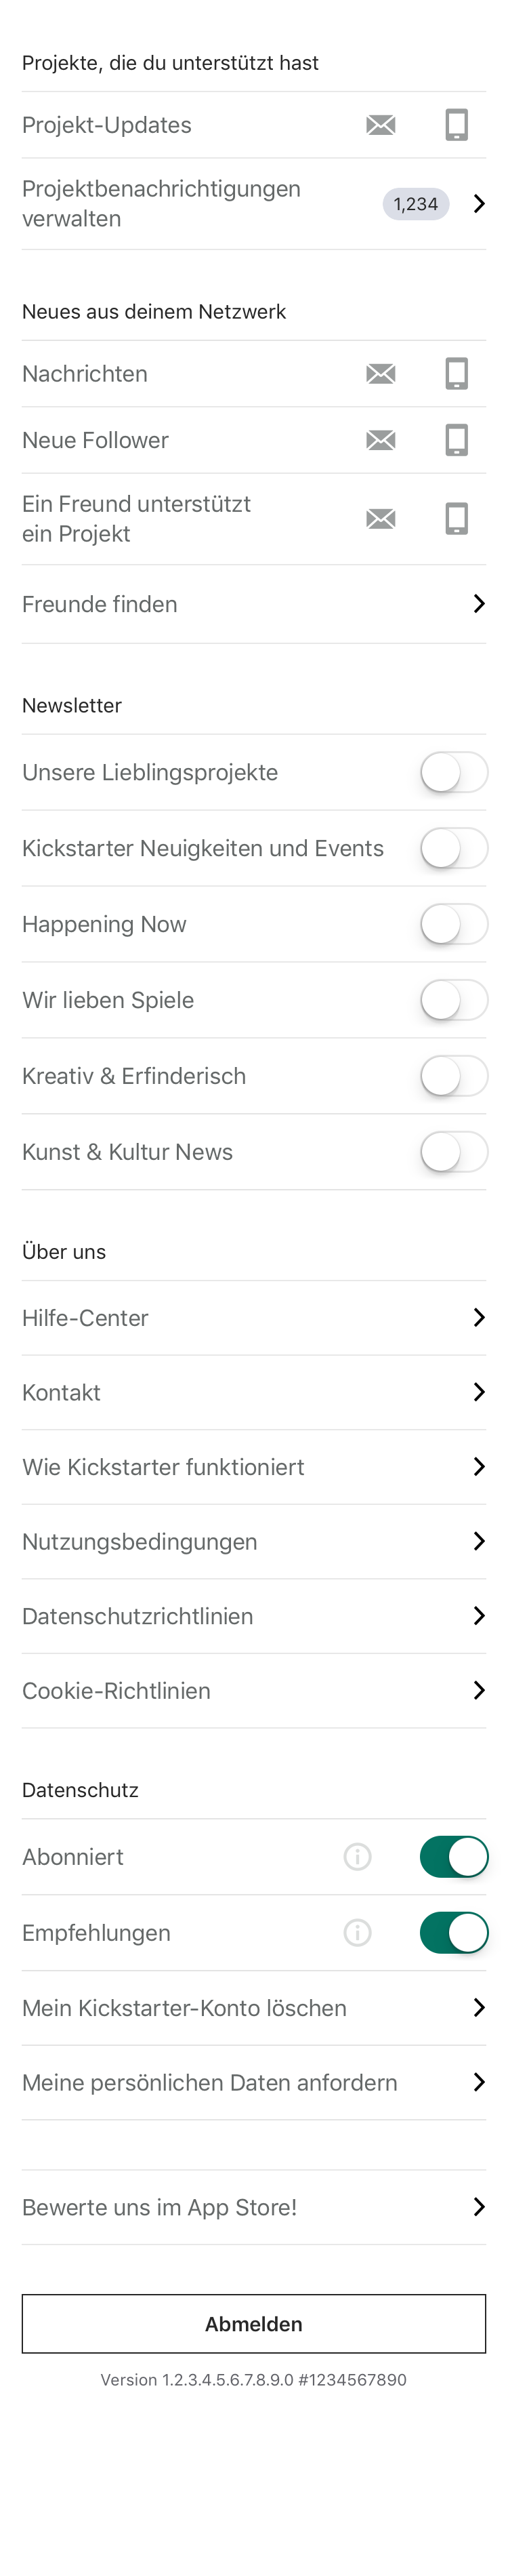 Projekte, die du unterstützt hast
Projekt-Updates
Projektbenachrichtigungen
verwalten
1,234
Neues aus deinem Netzwerk
Nachrichten
Neue Follower
Ein Freund unterstützt
ein Projekt
Freunde finden
Newsletter
Unsere Lieblingsprojekte
Kickstarter Neuigkeiten und Events
Happening Now
Wir lieben Spiele
Kreativ & Erfinderisch
Kunst & Kultur News
Über uns
Hilfe-Center
Kontakt
Wie Kickstarter funktioniert
Nutzungsbedingungen
Datenschutzrichtlinien
Cookie-Richtlinien
Datenschutz
Abonniert
Empfehlungen
Mein Kickstarter-Konto löschen
Meine persönlichen Daten anfordern
Bewerte uns im App Store!
Abmelden
Version 1.2.3.4.5.6.7.8.9.0 #1234567890